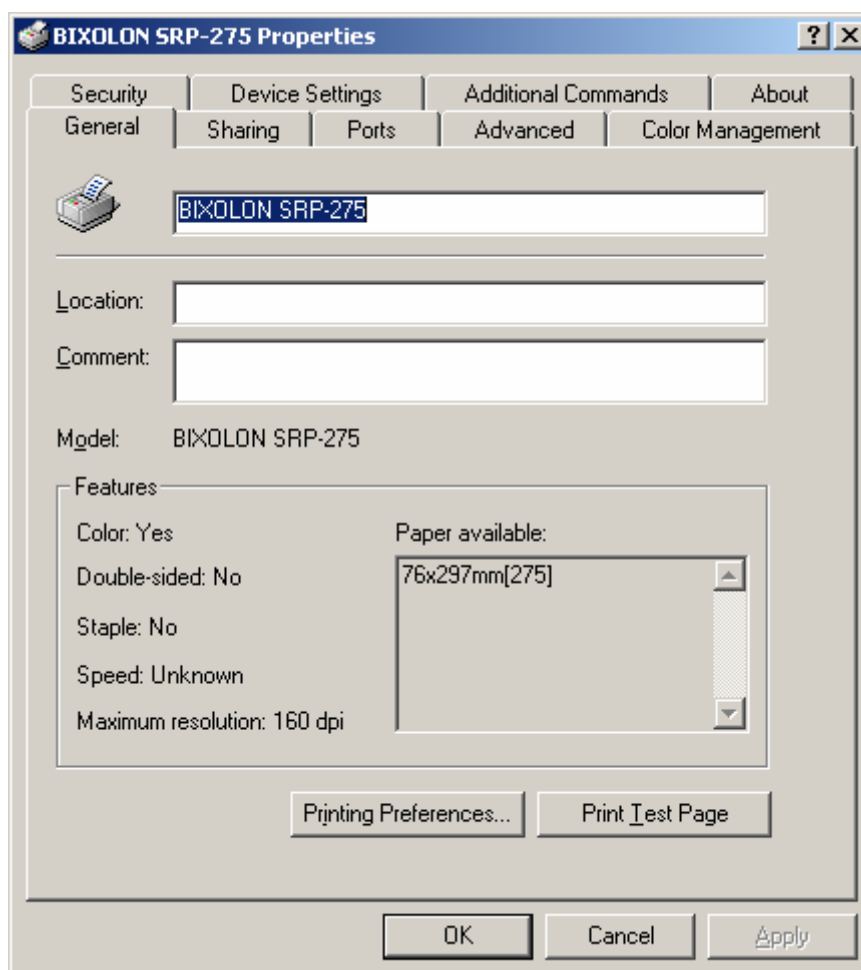 BIXOLON SRP-275 Properties
Security Device Settings Additional Commands About
General Sharing Ports Advanced Color Management
BIXOLON SRP-275
Location:
Comment:
Model: BIXOLON SRP-275
Features
Color: Yes Paper available:
Double-sided: No 76x297mm[275]
Staple: No
Speed: Unknown
Maximum resolution: 160 dpi
Printing Preferences... Print Test Page
OK Cancel Apply